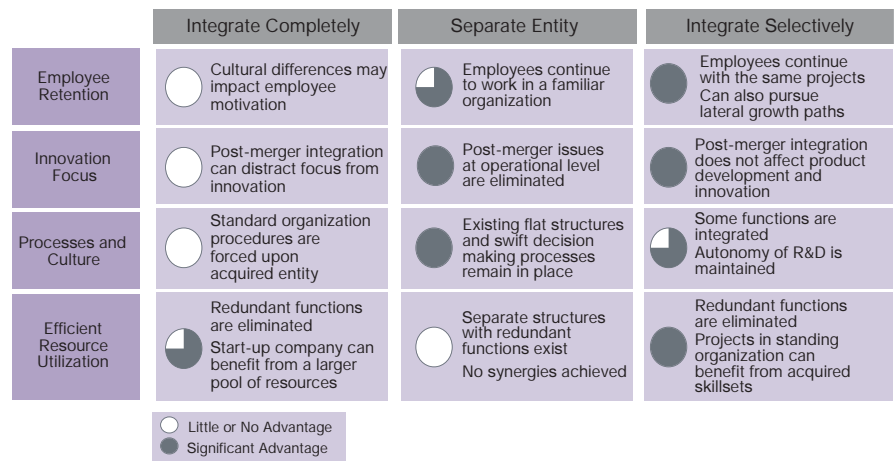 Integrate Completely
Separate Entity
Integrate Selectively
Employee
Retention
Cultural differences may
impact employee
motivation
Employees continue
to work in a familiar
organization
Employees continue
with the same projects
Can also pursue
lateral growth paths
Innovation
Focus
Post-merger integration
can distract focus from
innovation
Post-merger issues
at operational level
are eliminated
Post-merger integration
does not affect product
development and
innovation
Processes and
Culture
Standard organization
procedures are
forced upon
acquired entity
Existing flat structures
and swift decision
making processes
remain in place
Some functions are
integrated
Autonomy of R&D is
maintained
Efficient
Resource
Utilization
Redundant functions
are eliminated
Start-up company can
benefit from a larger
pool of resources
Separate structures
with redundant
functions exist
No synergies achieved
Redundant functions
are eliminated
Projects in standing
organization can
benefit from acquired
skillsets
Little or No Advantage
Significant Advantage